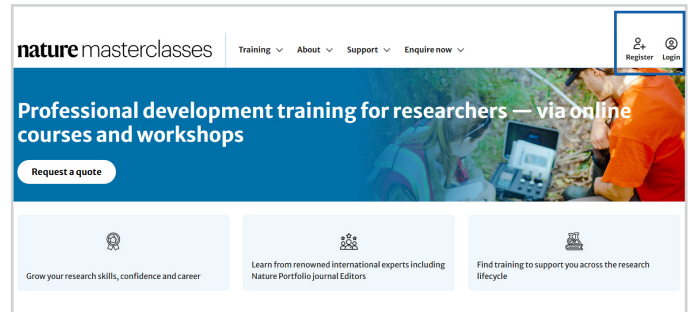 nature masterclasses
Training About Support Enquire now
Register Login
Professional development training for researchers — via online
courses and workshops
Request a quote
Grow your research skills, confidence and career
Learn from renowned international experts including
Nature Portfolio journal Editors
Find training to support you across the research
lifecycle